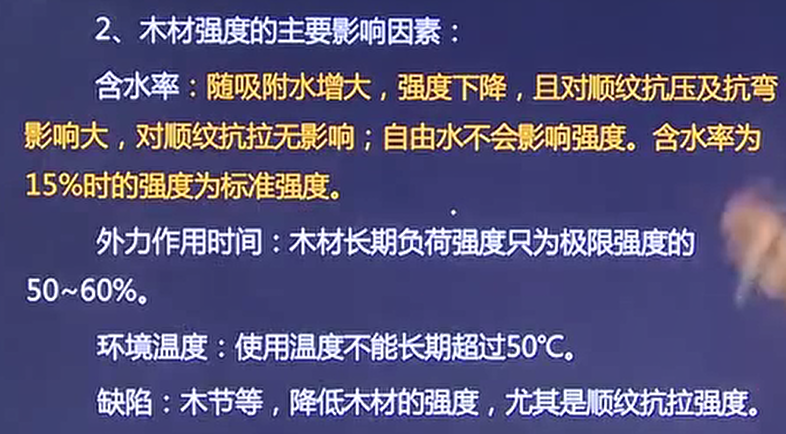 2、木材强度的主要影响因素：
含水率：随吸附水增大，强度下降，且对顺纹抗压及抗弯
影响大，对顺纹抗拉无影响；自由水不会影响强度。含水率为
15%时的强度为标准强度。
外力作用时间：木材长期负荷强度只为极限强度的
50~60%。
环境温度：使用温度不能长期超过50℃。
缺陷：木节等，降低木材的强度，尤其是顺纹抗拉强度。